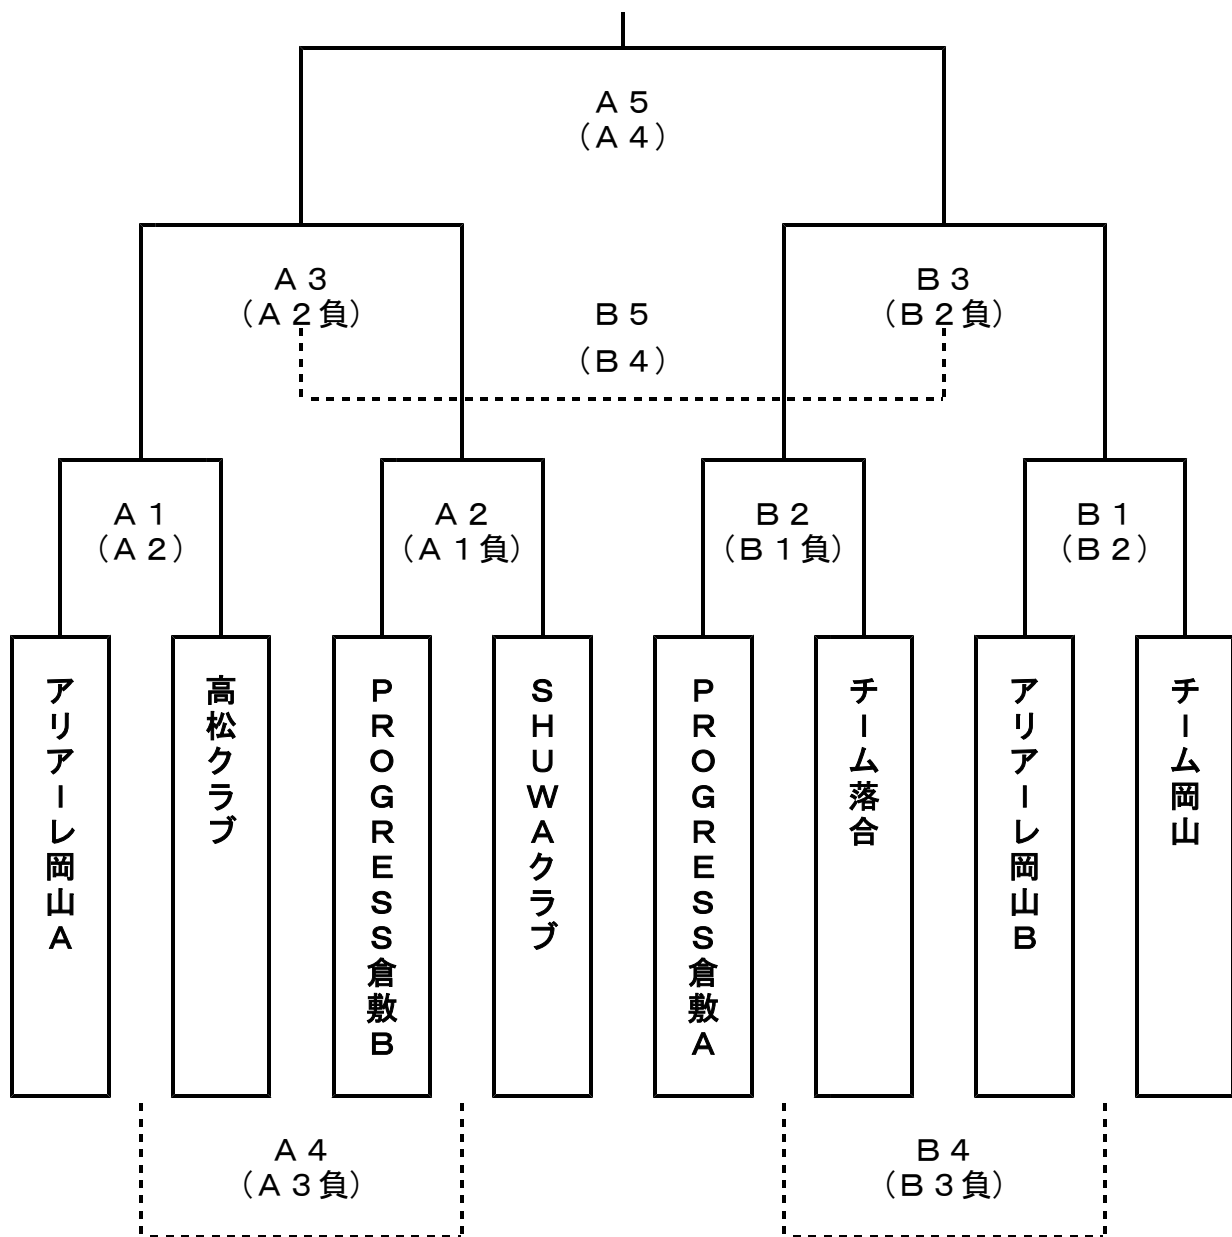 Ａ５
（Ａ４）
Ａ３
（Ａ２負）
Ｂ５
（Ｂ４）
Ｂ３
（Ｂ２負）
Ａ１
（Ａ２）
Ａ２
（Ａ１負）
Ｂ２
（Ｂ１負）
Ｂ１
（Ｂ２）
アリアーレ岡山Ａ
高松クラブ
ＰＲＯＧＲＥＳＳ倉敷Ｂ
ＳＨＵＷＡクラブ
ＰＲＯＧＲＥＳＳ倉敷Ａ
チーム落合
アリアーレ岡山Ｂ
チーム岡山
Ａ４
（Ａ３負）
Ｂ４
（Ｂ３負）